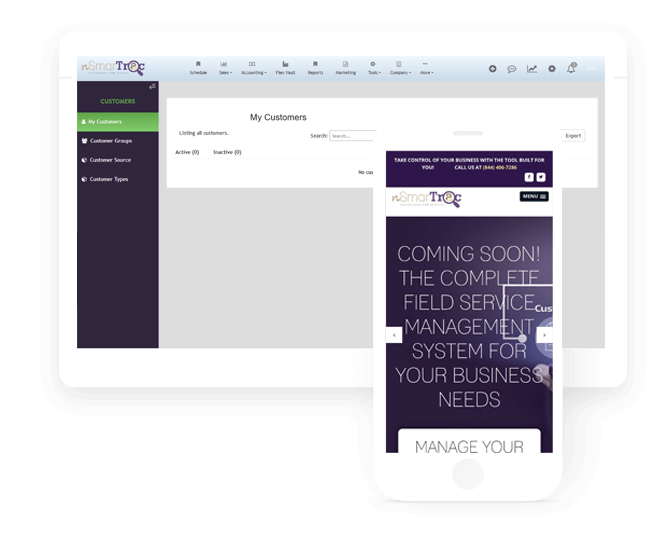 nSmarTrac
Schedule Sales Accounting Files Vault Reports Marketing Tools Company More
CUSTOMERS
My Customers
Customer Groups
Customer Source
Customer Types
My Customers
Listing all customers.
Search: Search...
Export
Active (0) Inactive (0)
No cus
TAKE CONTROL OF YOUR BUSINESS WITH THE TOOL BUILT FOR
YOU! CALL US AT (844) 406-7286
nSmarTrac
MENU
COMING SOON!
THE COMPLETE
FIELD SERVICE
Cus
MANAGEMENT
SYSTEM FOR
YOUR BUSINESS
NEEDS
MANAGE YOUR